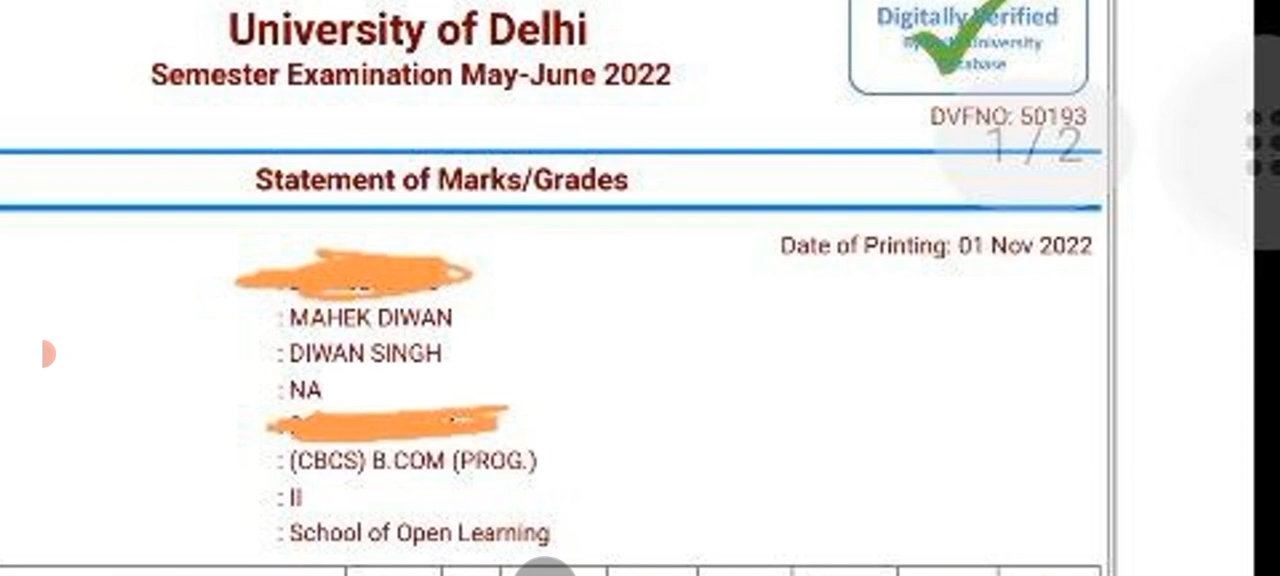 University of Delhi
Semester Examination May-June 2022
Digitally Verified
University
DVFNO: 50193
1 / 2
Statement of Marks/Grades
Date of Printing: 01 Nov 2022
: MAHEK DIWAN
: DIWAN SINGH
: NA
: (CBCS) B.COM (PROG.)
: II
: School of Open Learning